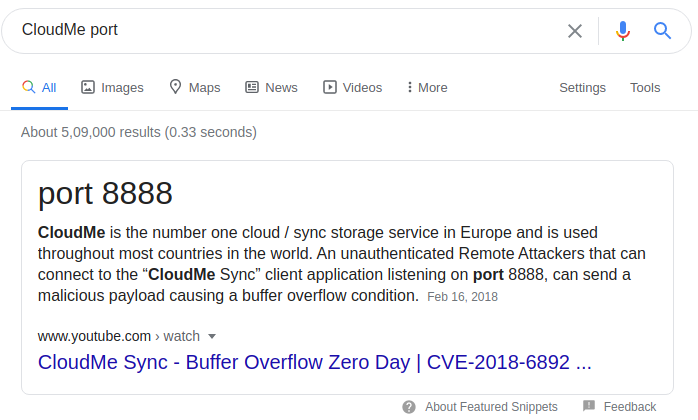 CloudMe port
All Images Maps News Videos More Settings Tools
About 5,09,000 results (0.33 seconds)
port 8888
CloudMe is the number one cloud / sync storage service in Europe and is used
throughout most countries in the world. An unauthenticated Remote Attackers that can
connect to the “CloudMe Sync” client application listening on port 8888, can send a
malicious payload causing a buffer overflow condition. Feb 16, 2018
www.youtube.com › watch
CloudMe Sync - Buffer Overflow Zero Day | CVE-2018-6892 ...
About Featured Snippets Feedback